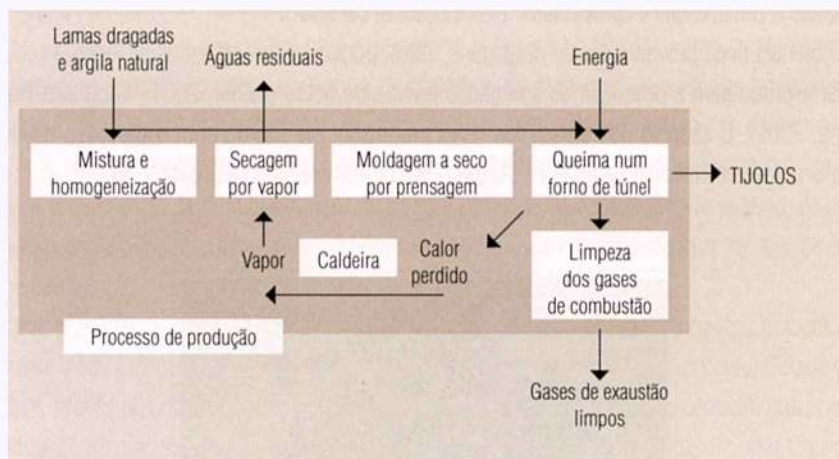 Lamas dragadas
e argila natural
Águas residuais
Energia
Mistura e
homogeneização
Secagem
por vapor
Moldagem a seco
por prensagem
Queima num
forno de túnel
TIJOLOS
Vapor
Caldeira
Calor
perdido
Limpeza
dos gases
de combustão
Processo de produção
Gases de exaustão
limpos